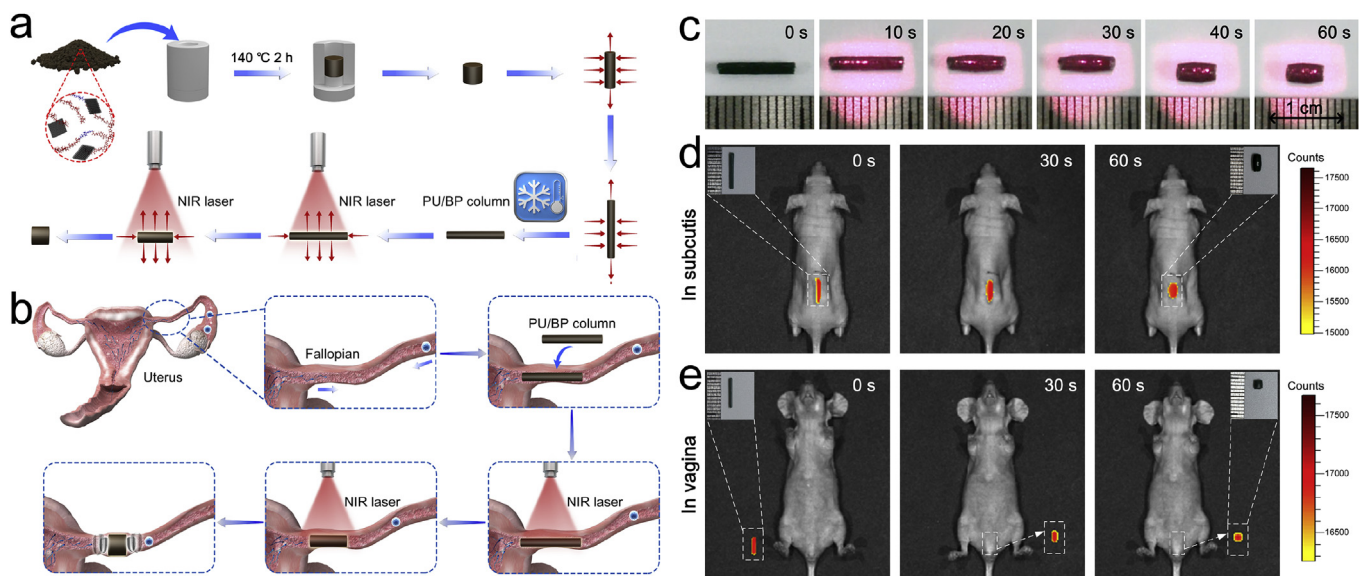 a
140 ℃ 2 h
NIR laser
NIR laser
PU/BP column
b
Uterus
Fallopian
PU/BP column
NIR laser
NIR laser
c
0 s
10 s
20 s
30 s
40 s
60 s
1 cm
d
In subcutis
0 s
30 s
60 s
Counts
17500
17000
16500
16000
15500
15000
e
In vagina
0 s
30 s
60 s
Counts
17500
17000
16500